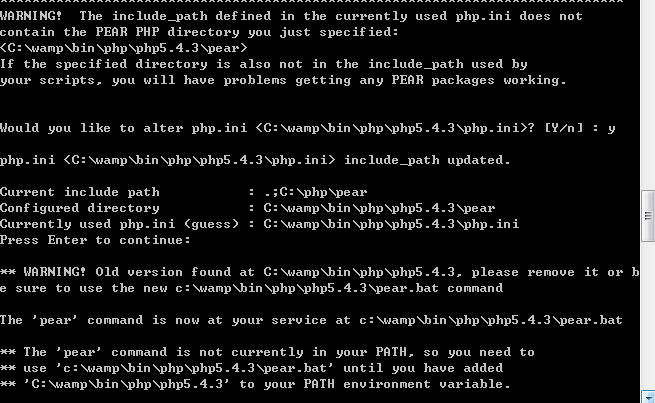 WARNING!  The include_path defined in the currently used php.ini does not
contain the PEAR PHP directory you just specified:
<C:\wamp\bin\php\php5.4.3\pear>
If the specified directory is also not in the include_path used by
your scripts, you will have problems getting any PEAR packages working.
Would you like to alter php.ini <C:\wamp\bin\php\php5.4.3\php.ini>? [Y/n] : y
php.ini <C:\wamp\bin\php\php5.4.3\php.ini> include_path updated.
Current include path           : .;C:\php\pear
Configured directory           : C:\wamp\bin\php\php5.4.3\pear
Currently used php.ini (guess) : C:\wamp\bin\php\php5.4.3\php.ini
Press Enter to continue:
** WARNING! Old version found at C:\wamp\bin\php\php5.4.3, please remove it or b
e sure to use the new c:\wamp\bin\php\php5.4.3\pear.bat command
The 'pear' command is now at your service at c:\wamp\bin\php\php5.4.3\pear.bat
** The 'pear' command is not currently in your PATH, so you need to
** use 'c:\wamp\bin\php\php5.4.3\pear.bat' until you have added
** 'C:\wamp\bin\php\php5.4.3' to your PATH environment variable.